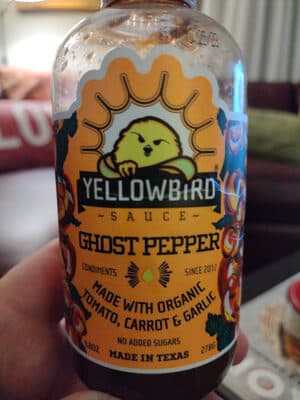 YELLOWBIRD
~ SAUCE ~
GHOST PEPPER
CONDIMENTS
SINCE 2012
MADE WITH ORGANIC
TOMATO, CARROT & GARLIC
NO ADDED SUGARS
MADE IN TEXAS
278G